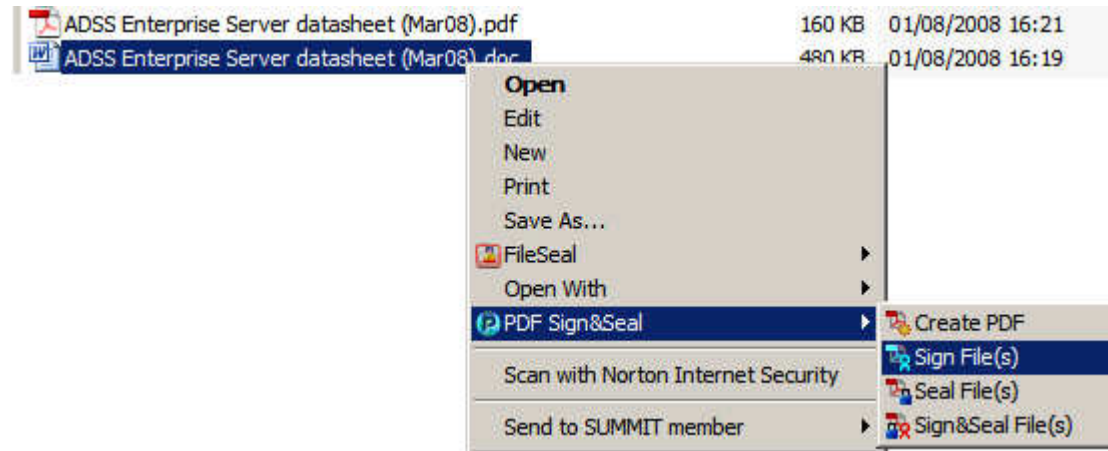 ADSS Enterprise Server datasheet (Mar08).pdf 160 KB 01/08/2008 16:21
ADSS Enterprise Server datasheet (Mar08).doc 480 KB 01/08/2008 16:19
Open
Edit
New
Print
Save As...
FileSeal
Open With
PDF Sign&Seal
Create PDF
Sign File(s)
Seal File(s)
Sign&Seal File(s)
Scan with Norton Internet Security
Send to SUMMIT member